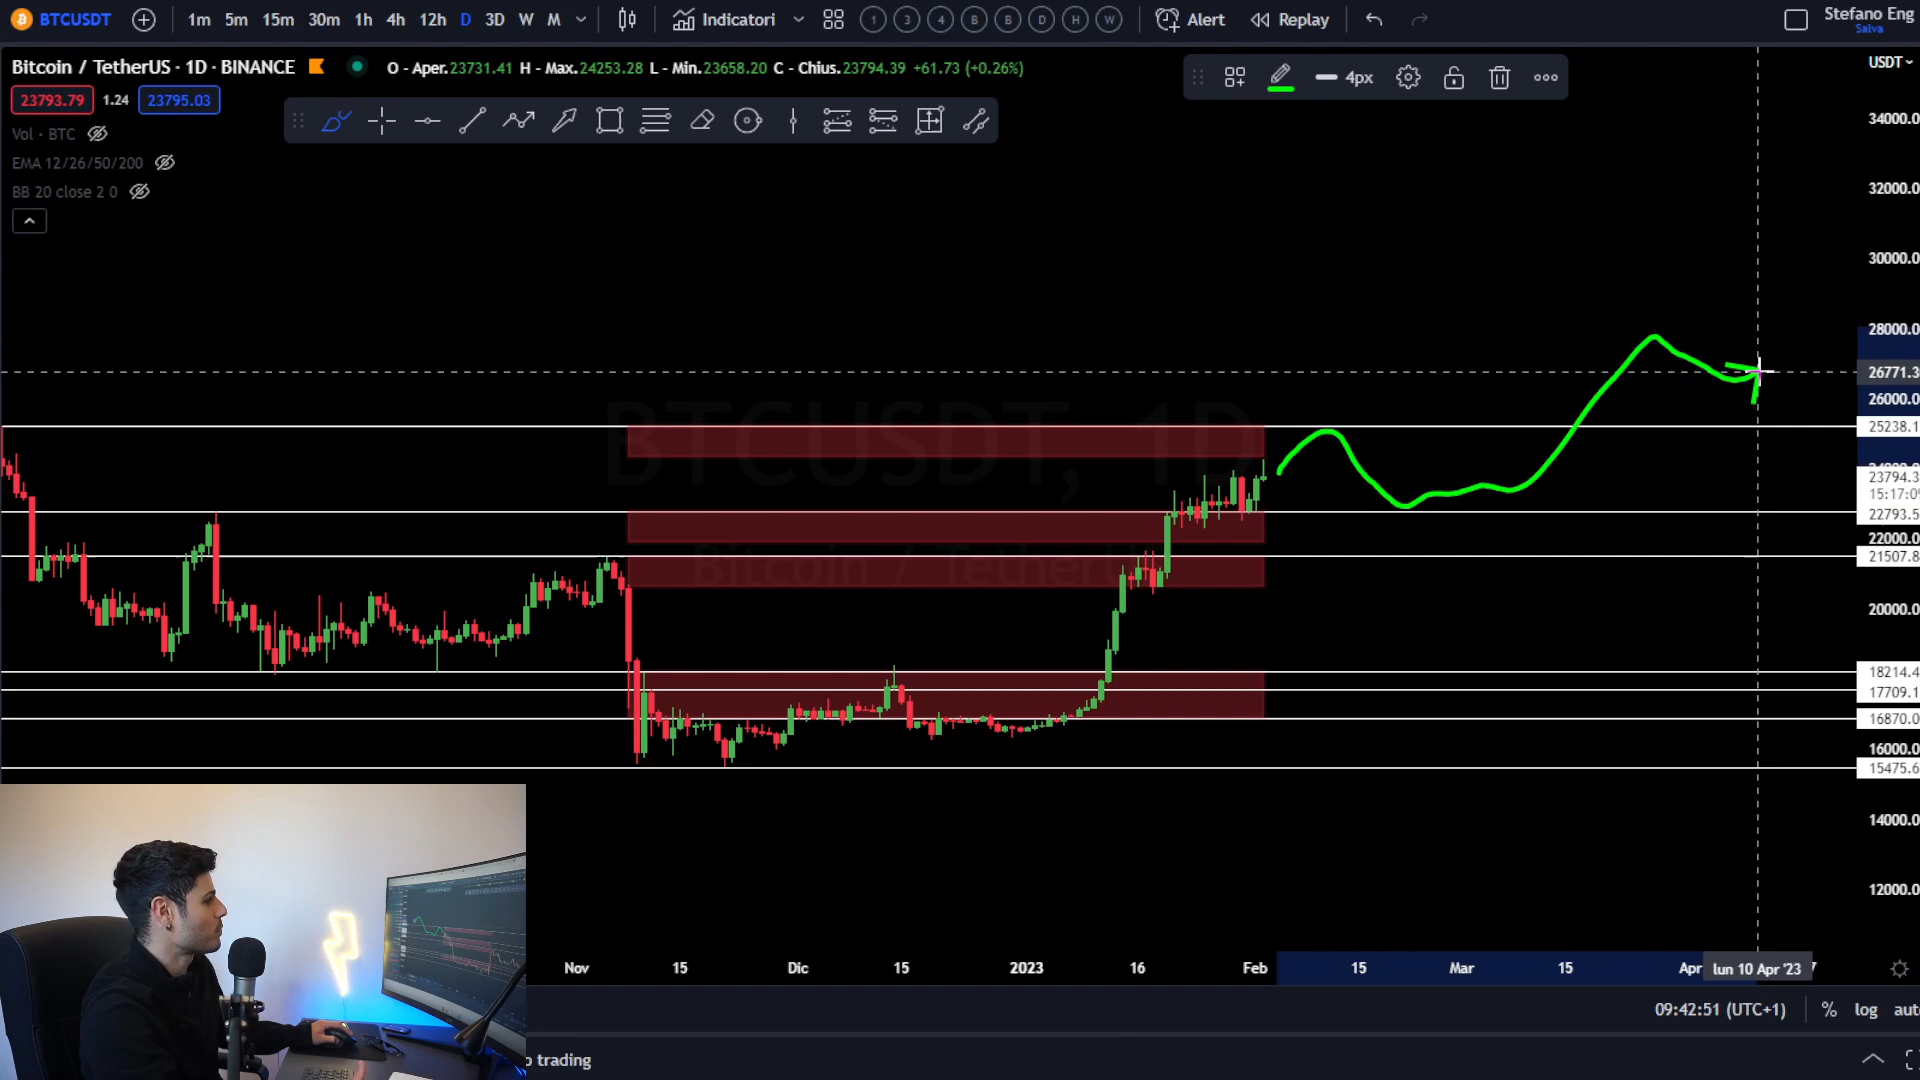 BTCUSDT 1m 5m 15m 30m 1h 4h 12h D 3D W M Indicatori 1 3 4 B B D H W Alert Replay Stefano Eng
Salva
Bitcoin / TetherUS · 1D · BINANCE O - Aper.23731.41 H - Max.24253.28 L - Min.23658.20 C - Chius.23794.39 +61.73 (+0.26%)
USDT
4px
23793.79 1.24 23795.03
Vol · BTC
EMA 12/26/50/200
BB 20 close 2 0
34000.0
32000.0
30000.0
28000.0
26771.3
26000.0
BTCUSDT, 1D
25238.1
23794.3
15:17:09
22793.5
22000.0
21507.8
Bitcoin / TetherU
20000.0
18214.4
17709.1
16870.0
16000.0
15475.6
14000.0
12000.0
Nov 15 Dic 15 2023 16 Feb 15 Mar 15 Apr lun 10 Apr '23
09:42:51 (UTC+1) % log aut
o trading